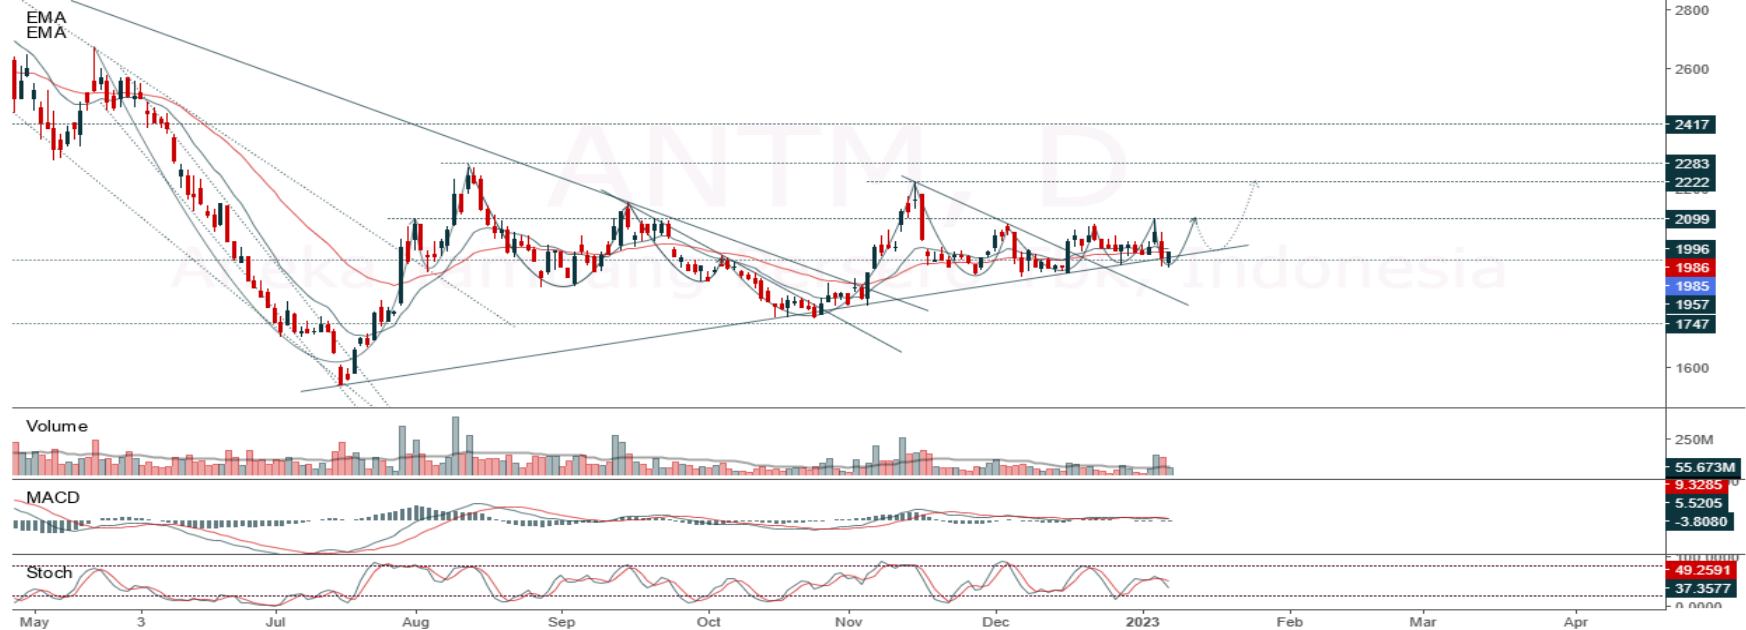 EMA
EMA
ANTM, D
Indonesia
2800
2600
2417
2283
2222
2099
1996
1986
1985
1957
1747
1600
Volume
250M
55.673M
MACD
9.3285
5.5205
-3.8080
Stoch
49.2591
37.3577
0.0000
May 3 Jul Aug Sep Oct Nov Dec 2023 Feb Mar Apr